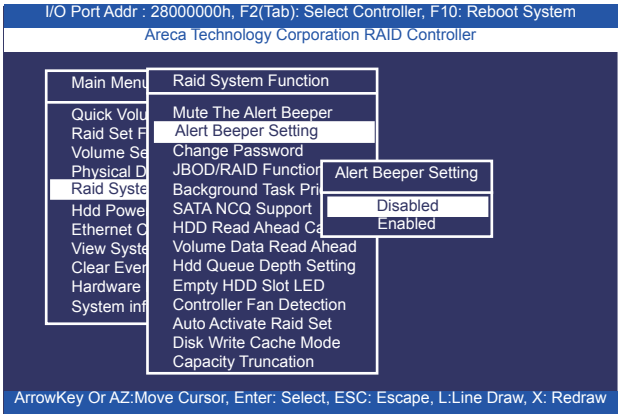 I/O Port Addr : 28000000h, F2(Tab): Select Controller, F10: Reboot System
Areca Technology Corporation RAID Controller
Main Menu
Quick Volu
Raid Set F
Volume Se
Physical D
Raid Syste
Hdd Powe
Ethernet C
View Syste
Clear Ever
Hardware
System inf
Raid System Function
Mute The Alert Beeper
Alert Beeper Setting
Change Password
JBOD/RAID Function
Background Task Pri
SATA NCQ Support
HDD Read Ahead Ca
Volume Data Read Ahead
Hdd Queue Depth Setting
Empty HDD Slot LED
Controller Fan Detection
Auto Activate Raid Set
Disk Write Cache Mode
Capacity Truncation
Alert Beeper Setting
Disabled
Enabled
ArrowKey Or AZ:Move Cursor, Enter: Select, ESC: Escape, L:Line Draw, X: Redraw